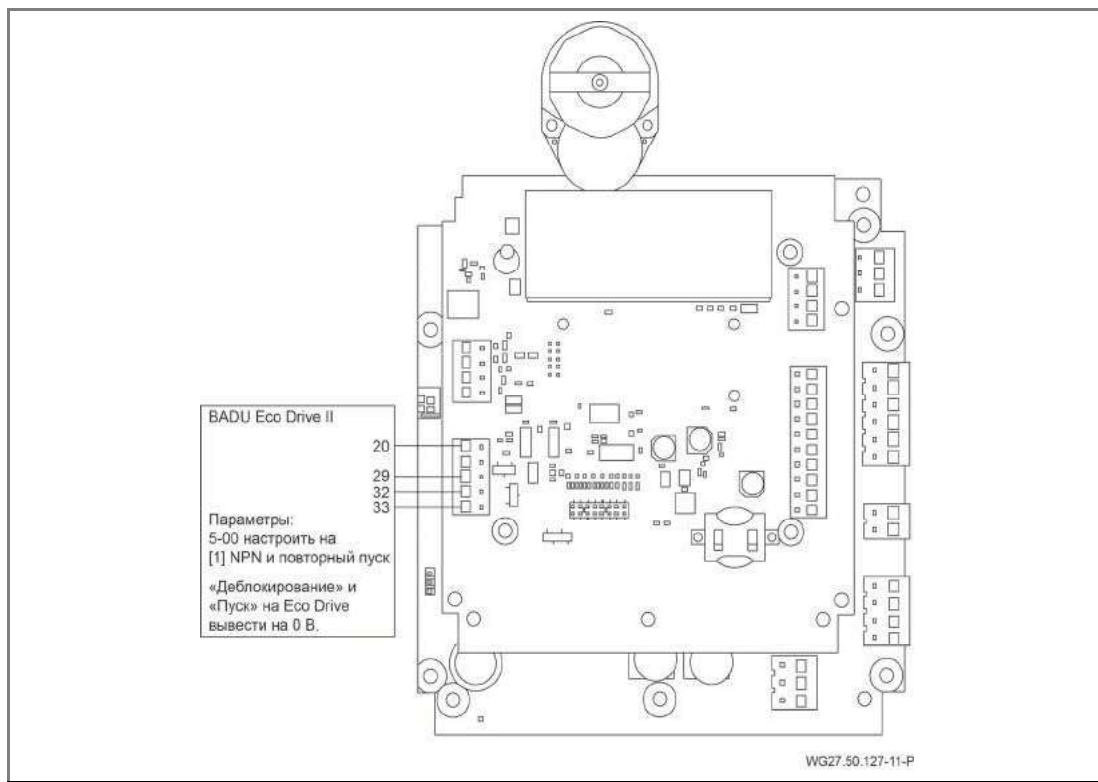 BADU Eco Drive II
20
29
32
33
Параметры:
5-00 настроить на
[1] NPN и повторный пуск
«Деблокирование» и
«Пуск» на Eco Drive
вывести на 0 В.
WG27.50.127-11-P